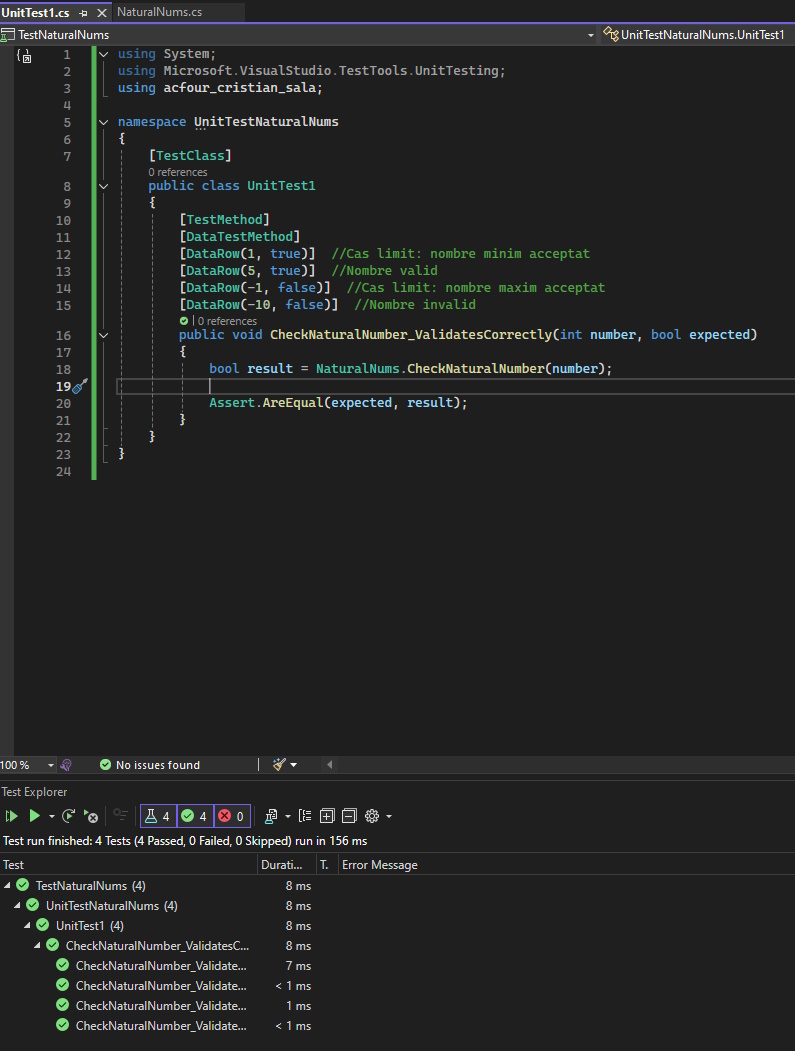 UnitTest1.cs NaturalNums.cs
TestNaturalNums UnitTestNaturalNums.UnitTest1
1 using System;
2 using Microsoft.VisualStudio.TestTools.UnitTesting;
3 using acfour_cristian_sala;
4
5 namespace UnitTestNaturalNums
6 {
7 [TestClass]
0 references
8 public class UnitTest1
9 {
10 [TestMethod]
11 [DataTestMethod]
12 [DataRow(1, true)] //Cas limit: nombre minim acceptat
13 [DataRow(5, true)] //Nombre valid
14 [DataRow(-1, false)] //Cas limit: nombre maxim acceptat
15 [DataRow(-10, false)] //Nombre invalid
| 0 references
16 public void CheckNaturalNumber_ValidatesCorrectly(int number, bool expected)
17 {
18 bool result = NaturalNums.CheckNaturalNumber(number);
19
20 Assert.AreEqual(expected, result);
21 }
22 }
23 }
24
100 % No issues found
Test Explorer
4 4 0
Test run finished: 4 Tests (4 Passed, 0 Failed, 0 Skipped) run in 156 ms
Test Durati... T. Error Message
TestNaturalNums (4) 8 ms
UnitTestNaturalNums (4) 8 ms
UnitTest1 (4) 8 ms
CheckNaturalNumber_ValidatesC... 8 ms
CheckNaturalNumber_Validate... 7 ms
CheckNaturalNumber_Validate... < 1 ms
CheckNaturalNumber_Validate... 1 ms
CheckNaturalNumber_Validate... < 1 ms